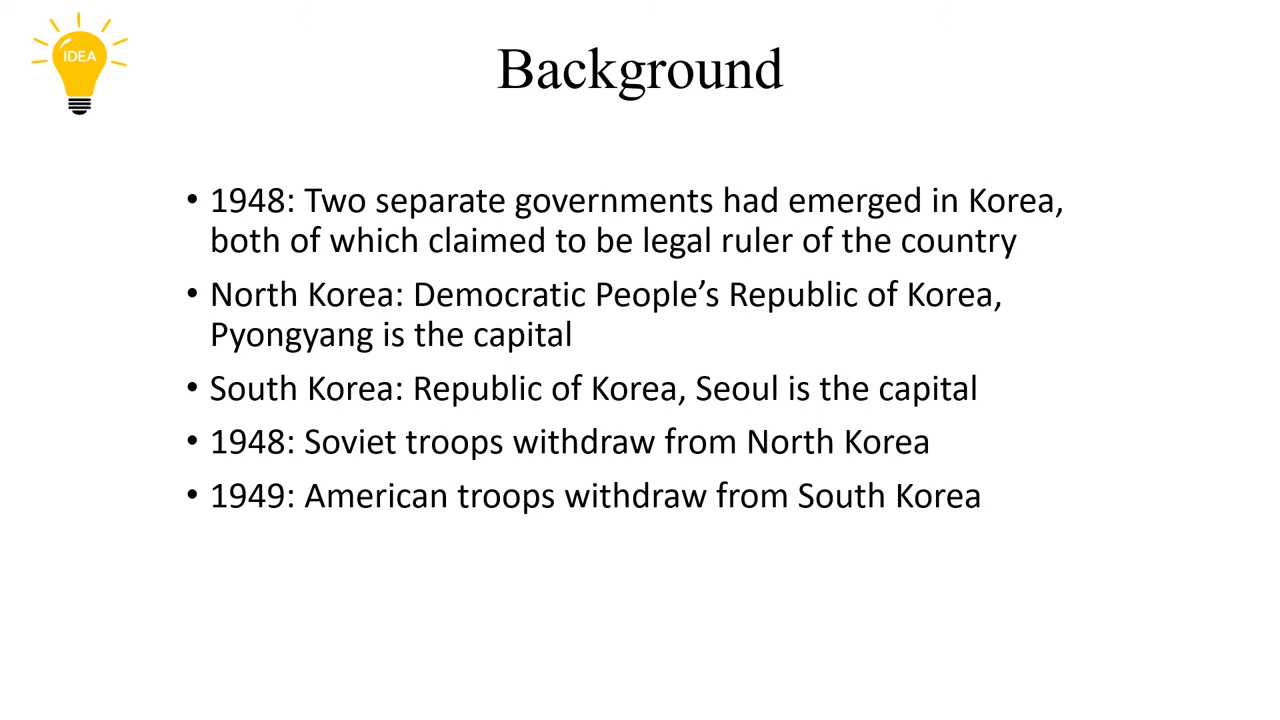 IDEA
Background
• 1948: Two separate governments had emerged in Korea,
both of which claimed to be legal ruler of the country
• North Korea: Democratic People’s Republic of Korea,
Pyongyang is the capital
• South Korea: Republic of Korea, Seoul is the capital
• 1948: Soviet troops withdraw from North Korea
• 1949: American troops withdraw from South Korea